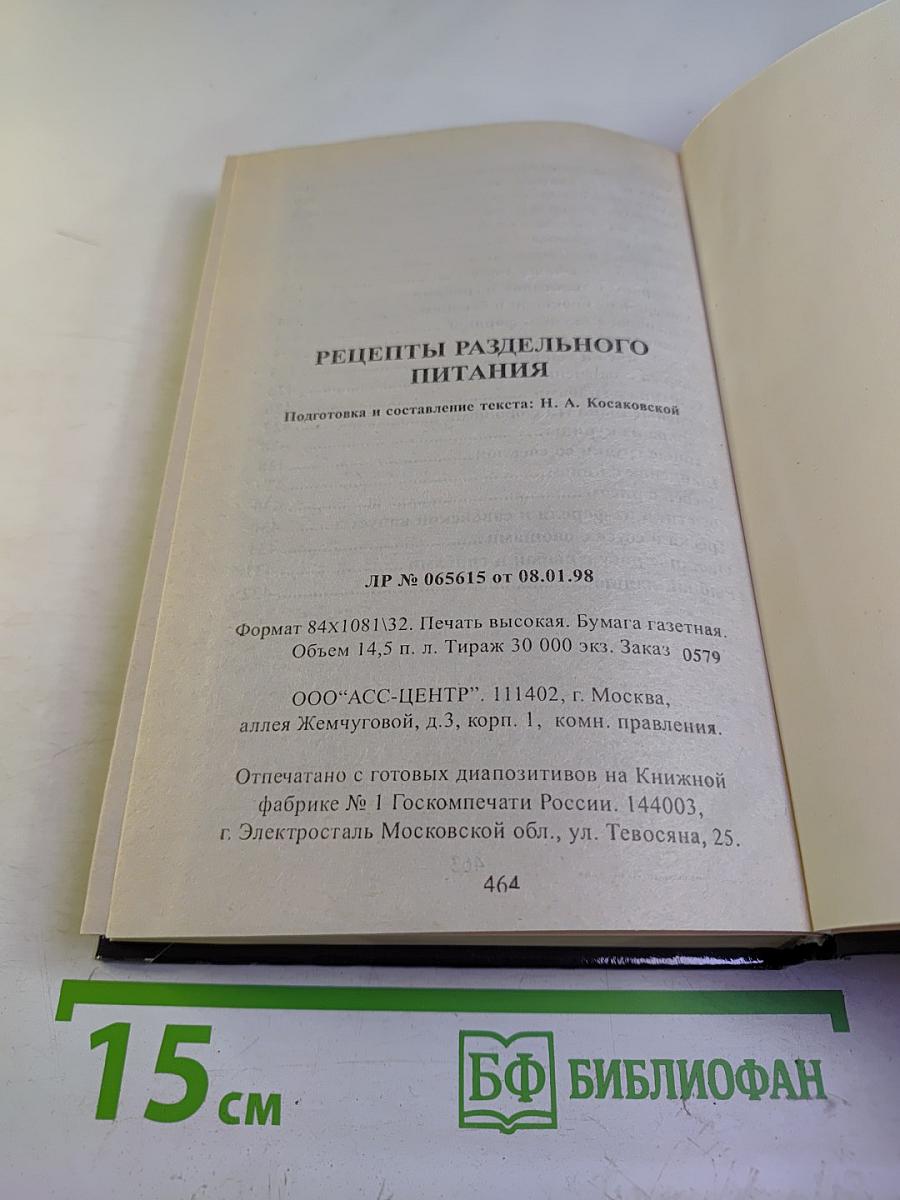 РЕЦЕПТЫ РАЗДЕЛЬНОГО
ПИТАНИЯ
Подготовка и составление текста: Н. А. Косаковской
ЛР № 065615 от 08.01.98
Формат 84X1081\32. Печать высокая. Бумага газетная.
Объем 14,5 п. л. Тираж 30 000 экз. Заказ 0579
ООО“АСС-ЦЕНТР”. 111402, г. Москва,
аллея Жемчуговой, д.3, корп. 1, комн. правления.
Отпечатано с готовых диапозитивов на Книжной
фабрике № 1 Госкомпечати России. 144003,
г. Электросталь Московской обл., ул. Тевосяна, 25.
464
15 см
БФ БИБЛИОФАН